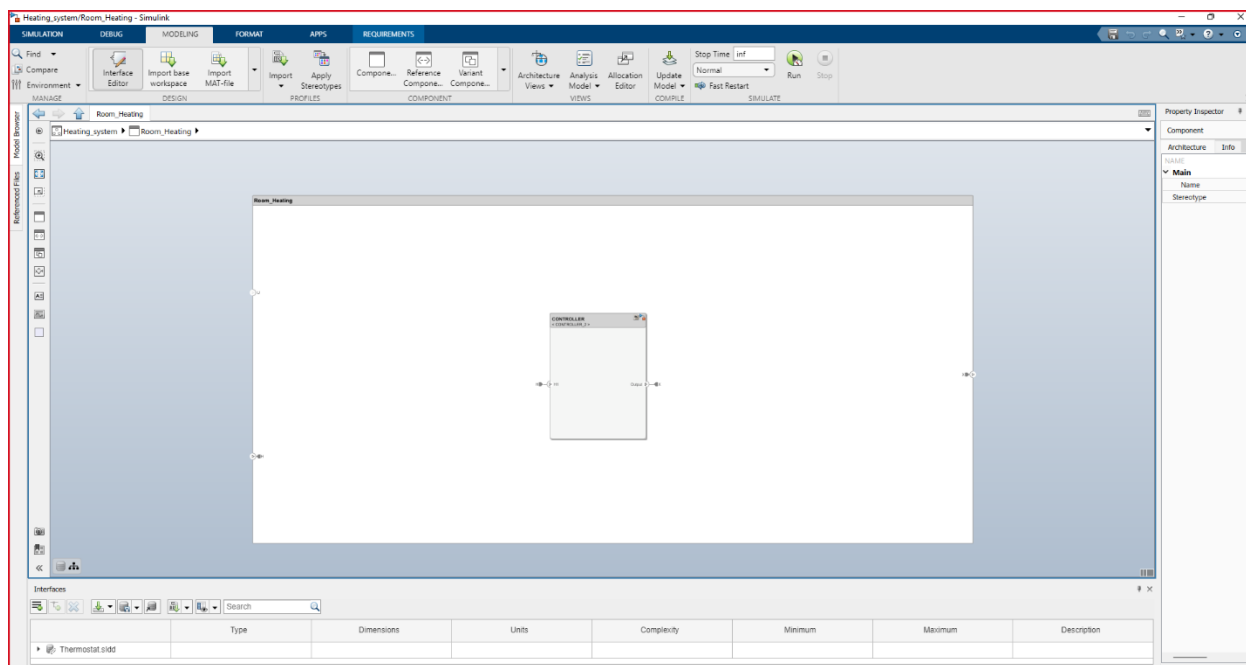 Heating_system/Room_Heating - Simulink
SIMULATION DEBUG MODELING FORMAT APPS REQUIREMENTS
Find
Compare
Environment
MANAGE
Interface Editor
Import base workspace
Import MAT-file
DESIGN
Import
Apply Stereotypes
PROFILES
Compone...
Reference Compone...
Variant Compone...
COMPONENT
Architecture Views
Analysis Model
Allocation Editor
VIEWS
Update Model
COMPILE
Stop Time inf
Normal
Fast Restart
Run
Stop
SIMULATE
Model Browser
Referenced Files
Room_Heating
Heating_system Room_Heating
Room_Heating
CONTROLLER
Property Inspector
Component
Architecture Info
NAME
Main
Name
Stereotype
Interfaces
Search
Type Dimensions Units Complexity Minimum Maximum Description
Thermostat.sldd